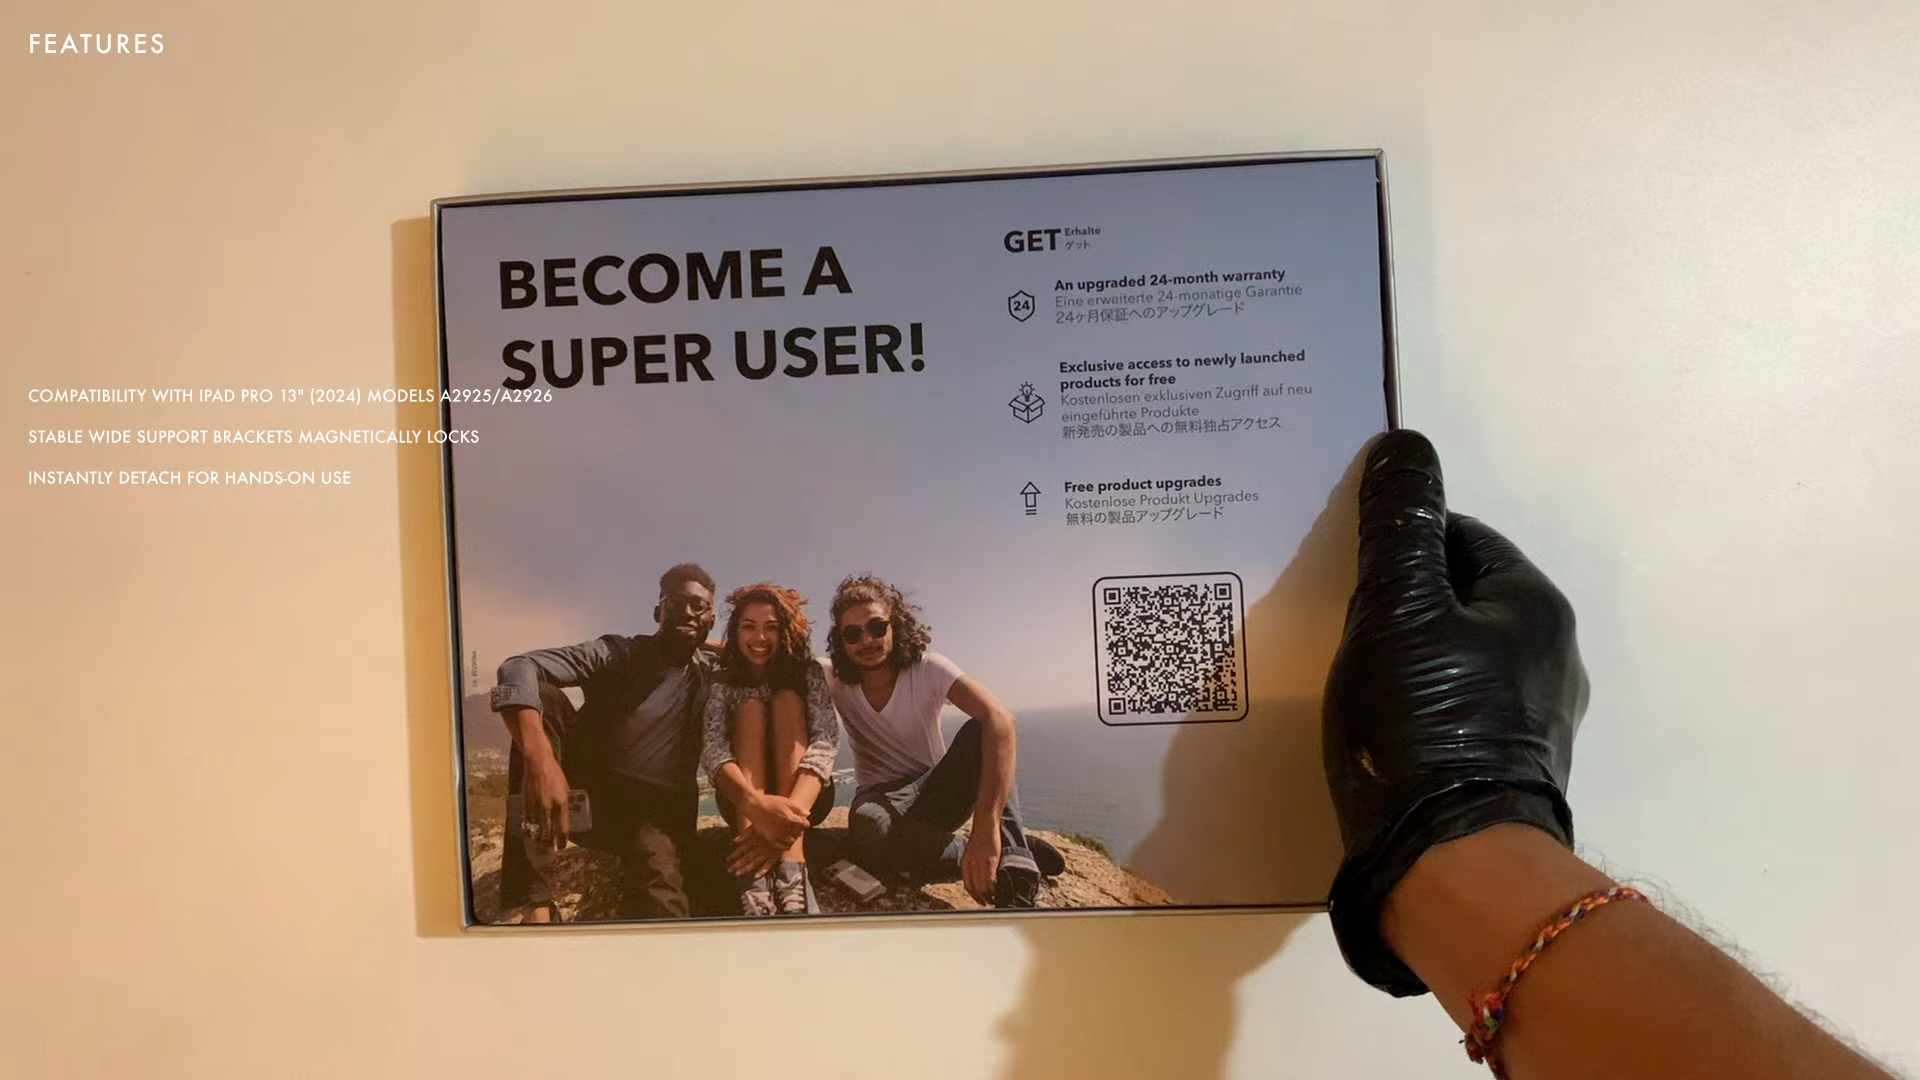 FEATURES
COMPATIBILITY WITH IPAD PRO 13" (2024) MODELS A2925/A2926
STABLE WIDE SUPPORT BRACKETS MAGNETICALLY LOCKS
INSTANTLY DETACH FOR HANDS-ON USE
BECOME A
SUPER USER!
GET Erhalte
ゲット
24
An upgraded 24-month warranty
Eine erweiterte 24-monatige Garantie
24ヶ月保証へのアップグレード
Exclusive access to newly launched
products for free
Kostenlosen exklusiven Zugriff auf neu
eingeführte Produkte
新発売の製品への無料独占アクセス
Free product upgrades
Kostenlose Produkt Upgrades
無料の製品アップグレード